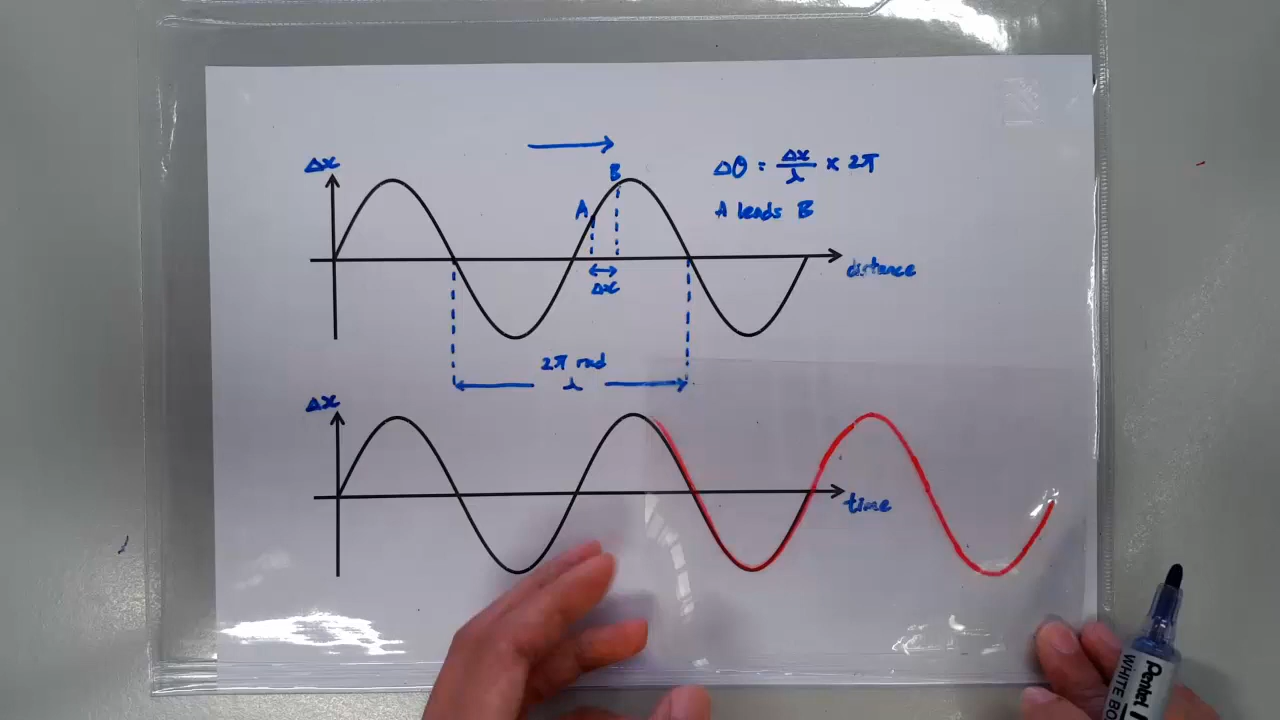 Δx
B
A
Δθ = Δx/λ × 2π
A leads B
distance
Δx
2π rad
λ
Δx
time
Pentel
WHITE BO